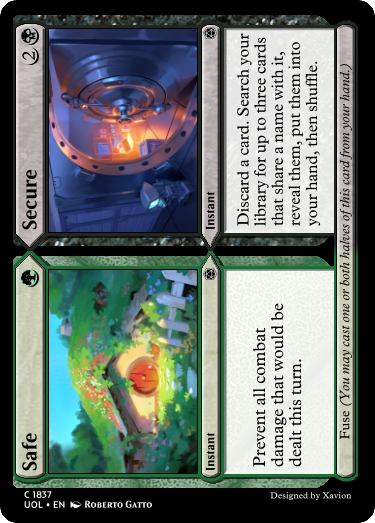 Safe
Instant
Prevent all combat
damage that would be
dealt this turn.
Secure
2
Instant
Discard a card. Search your
library for up to three cards
that share a name with it,
reveal them, put them into
your hand, then shuffle.
Fuse (You may cast one or both halves of this card from your hand.)
C 1837
UOL • EN Roberto Gatto
Designed by Xavion